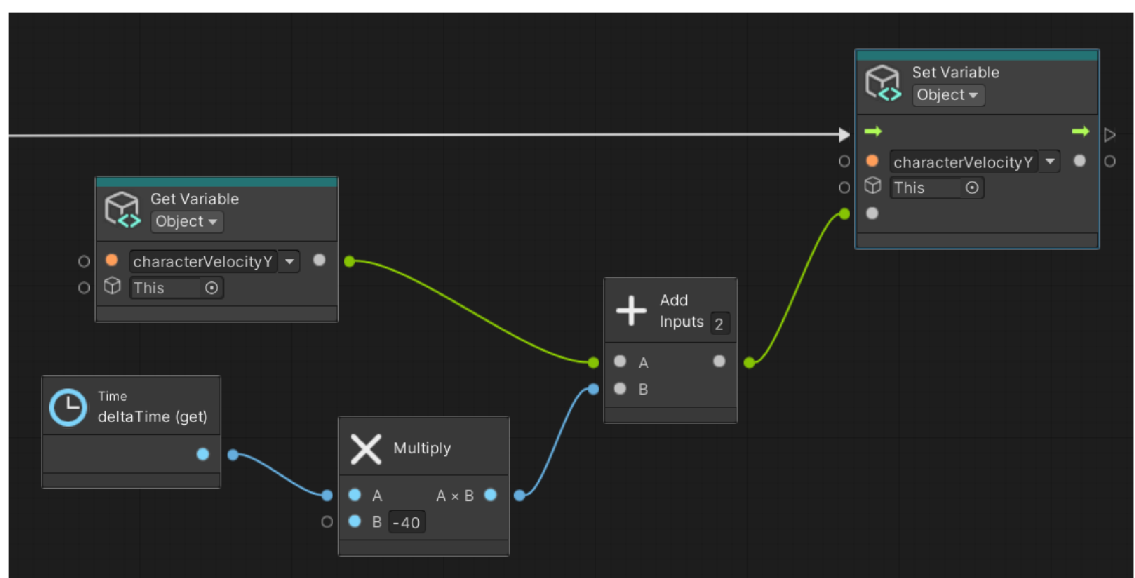 Set Variable
Object
characterVelocityY
This
Get Variable
Object
characterVelocityY
This
Add
Inputs 2
A
B
Time
deltaTime (get)
Multiply
A A × B
B -40